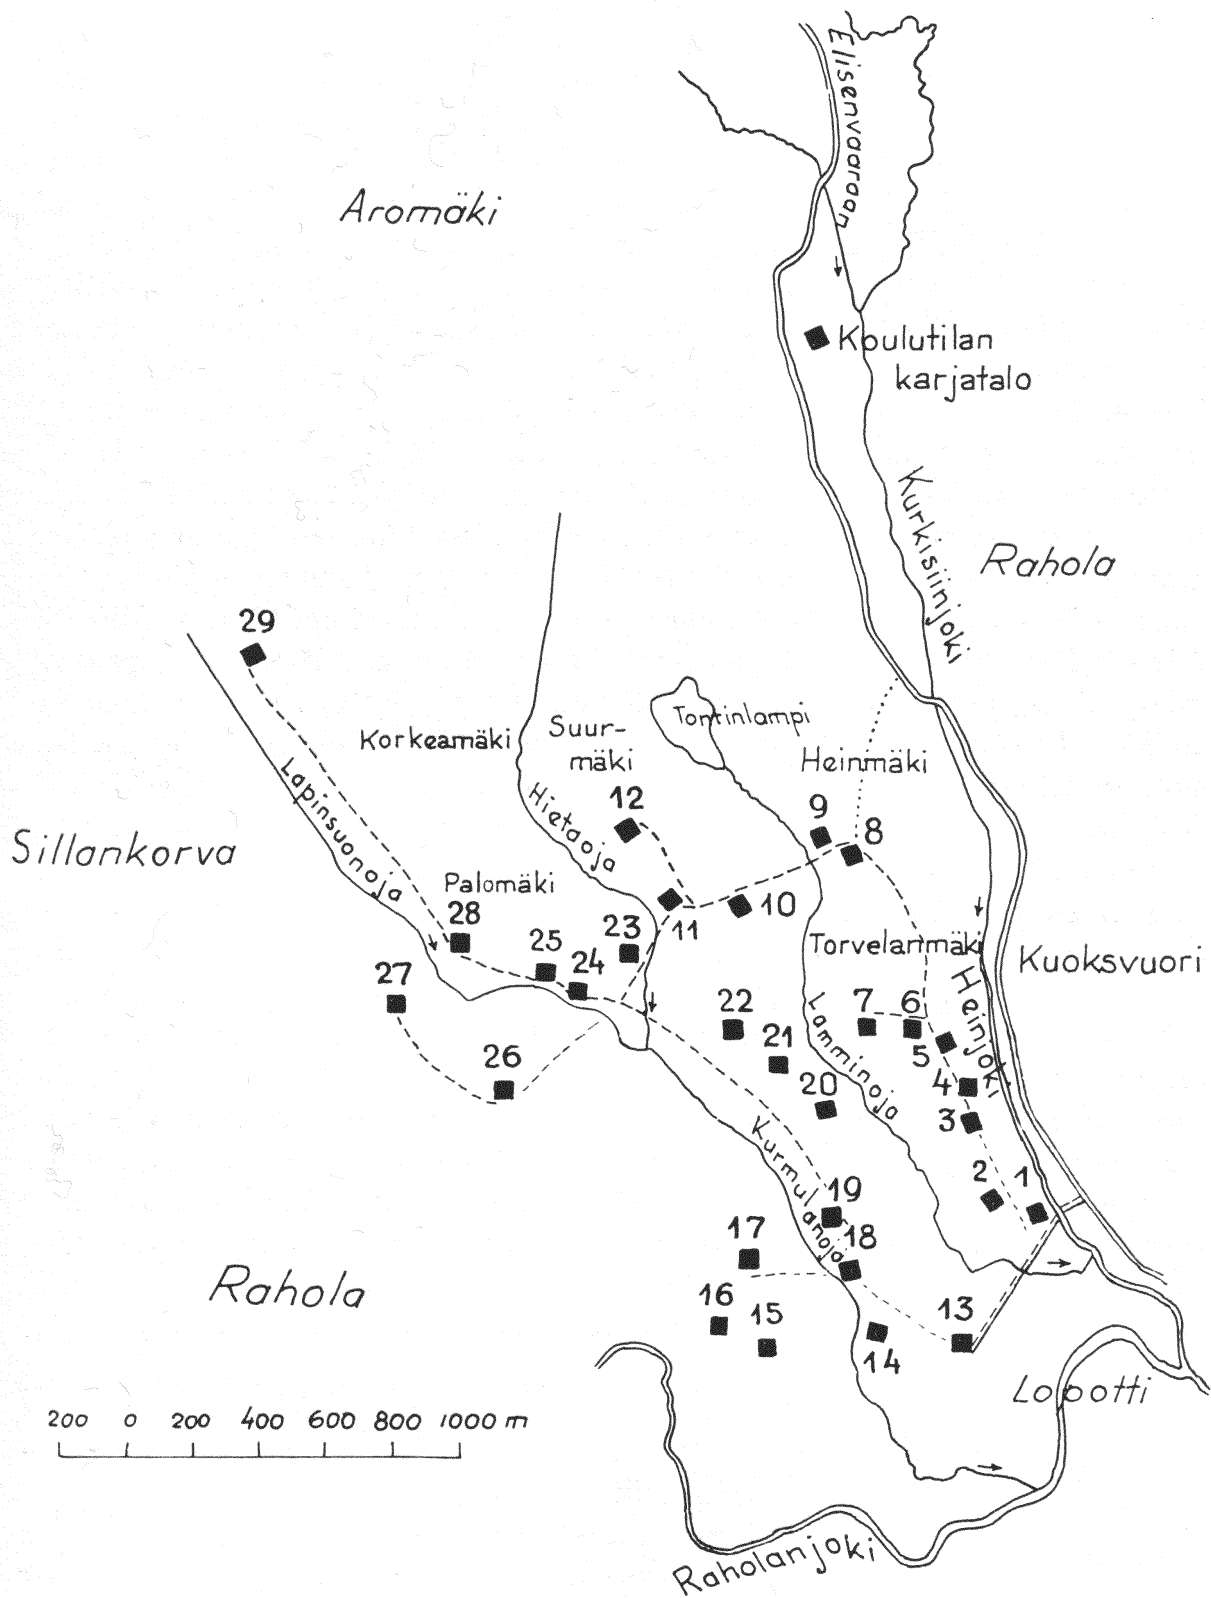 Elisenvaaraan
Aromäki
Koulutilan
karjatalo
Kurkisiinjoki
Rahola
29
Korkeamäki
Suur-
mäki
Tontinlampi
Heinmäki
Lapinsuonoja
Hietaoja
12
9
8
Sillankorva
Palomäki
28
10
11
23
25
24
Torvelanmäki
Kuoksvuori
27
22
7
6
5
Heinjoki
Lamminoja
21
26
20
4
3
Kurmulanoja
2
1
19
18
17
Rahola
16
15
13
14
Lopotti
200 0 200 400 600 800 1000 m
Raholanjoki